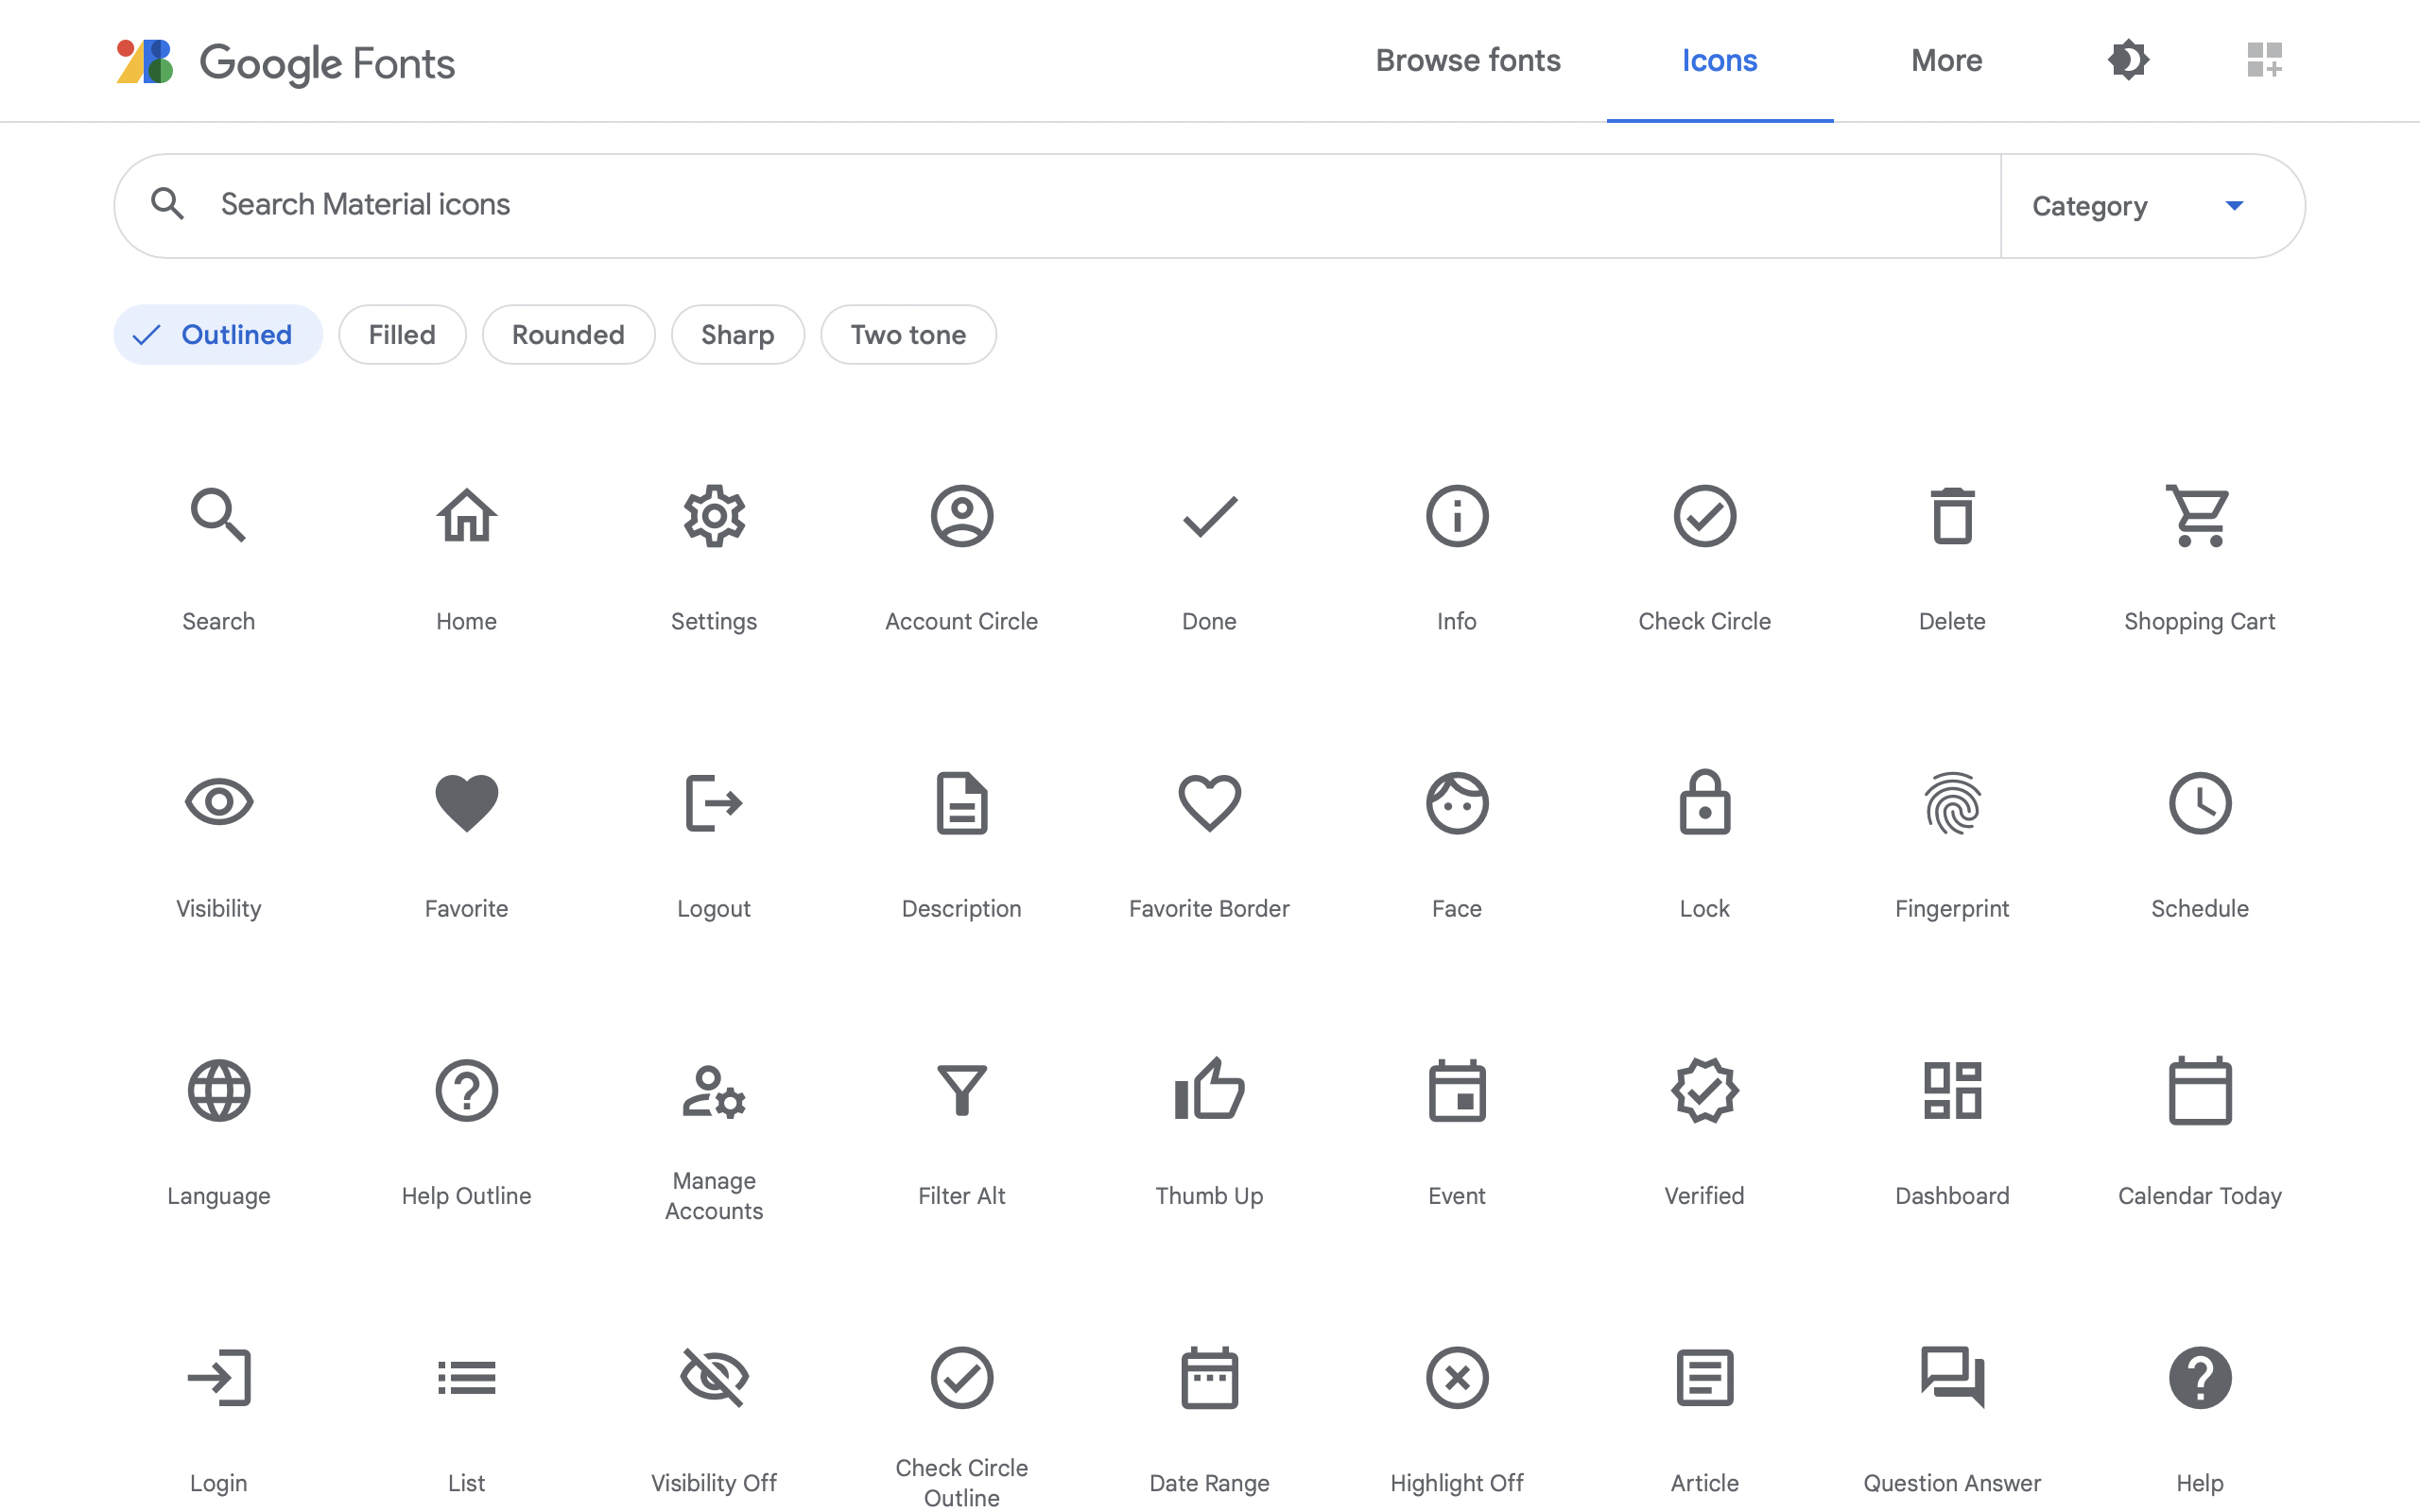 Google Fonts
Browse fonts
Icons
More
Search Material icons
Category
Outlined
Filled
Rounded
Sharp
Two tone
Search
Home
Settings
Account Circle
Done
Info
Check Circle
Delete
Shopping Cart
Visibility
Favorite
Logout
Description
Favorite Border
Face
Lock
Fingerprint
Schedule
Language
Help Outline
Manage
Accounts
Filter Alt
Thumb Up
Event
Verified
Dashboard
Calendar Today
Login
List
Visibility Off
Check Circle
Outline
Date Range
Highlight Off
Article
Question Answer
Help